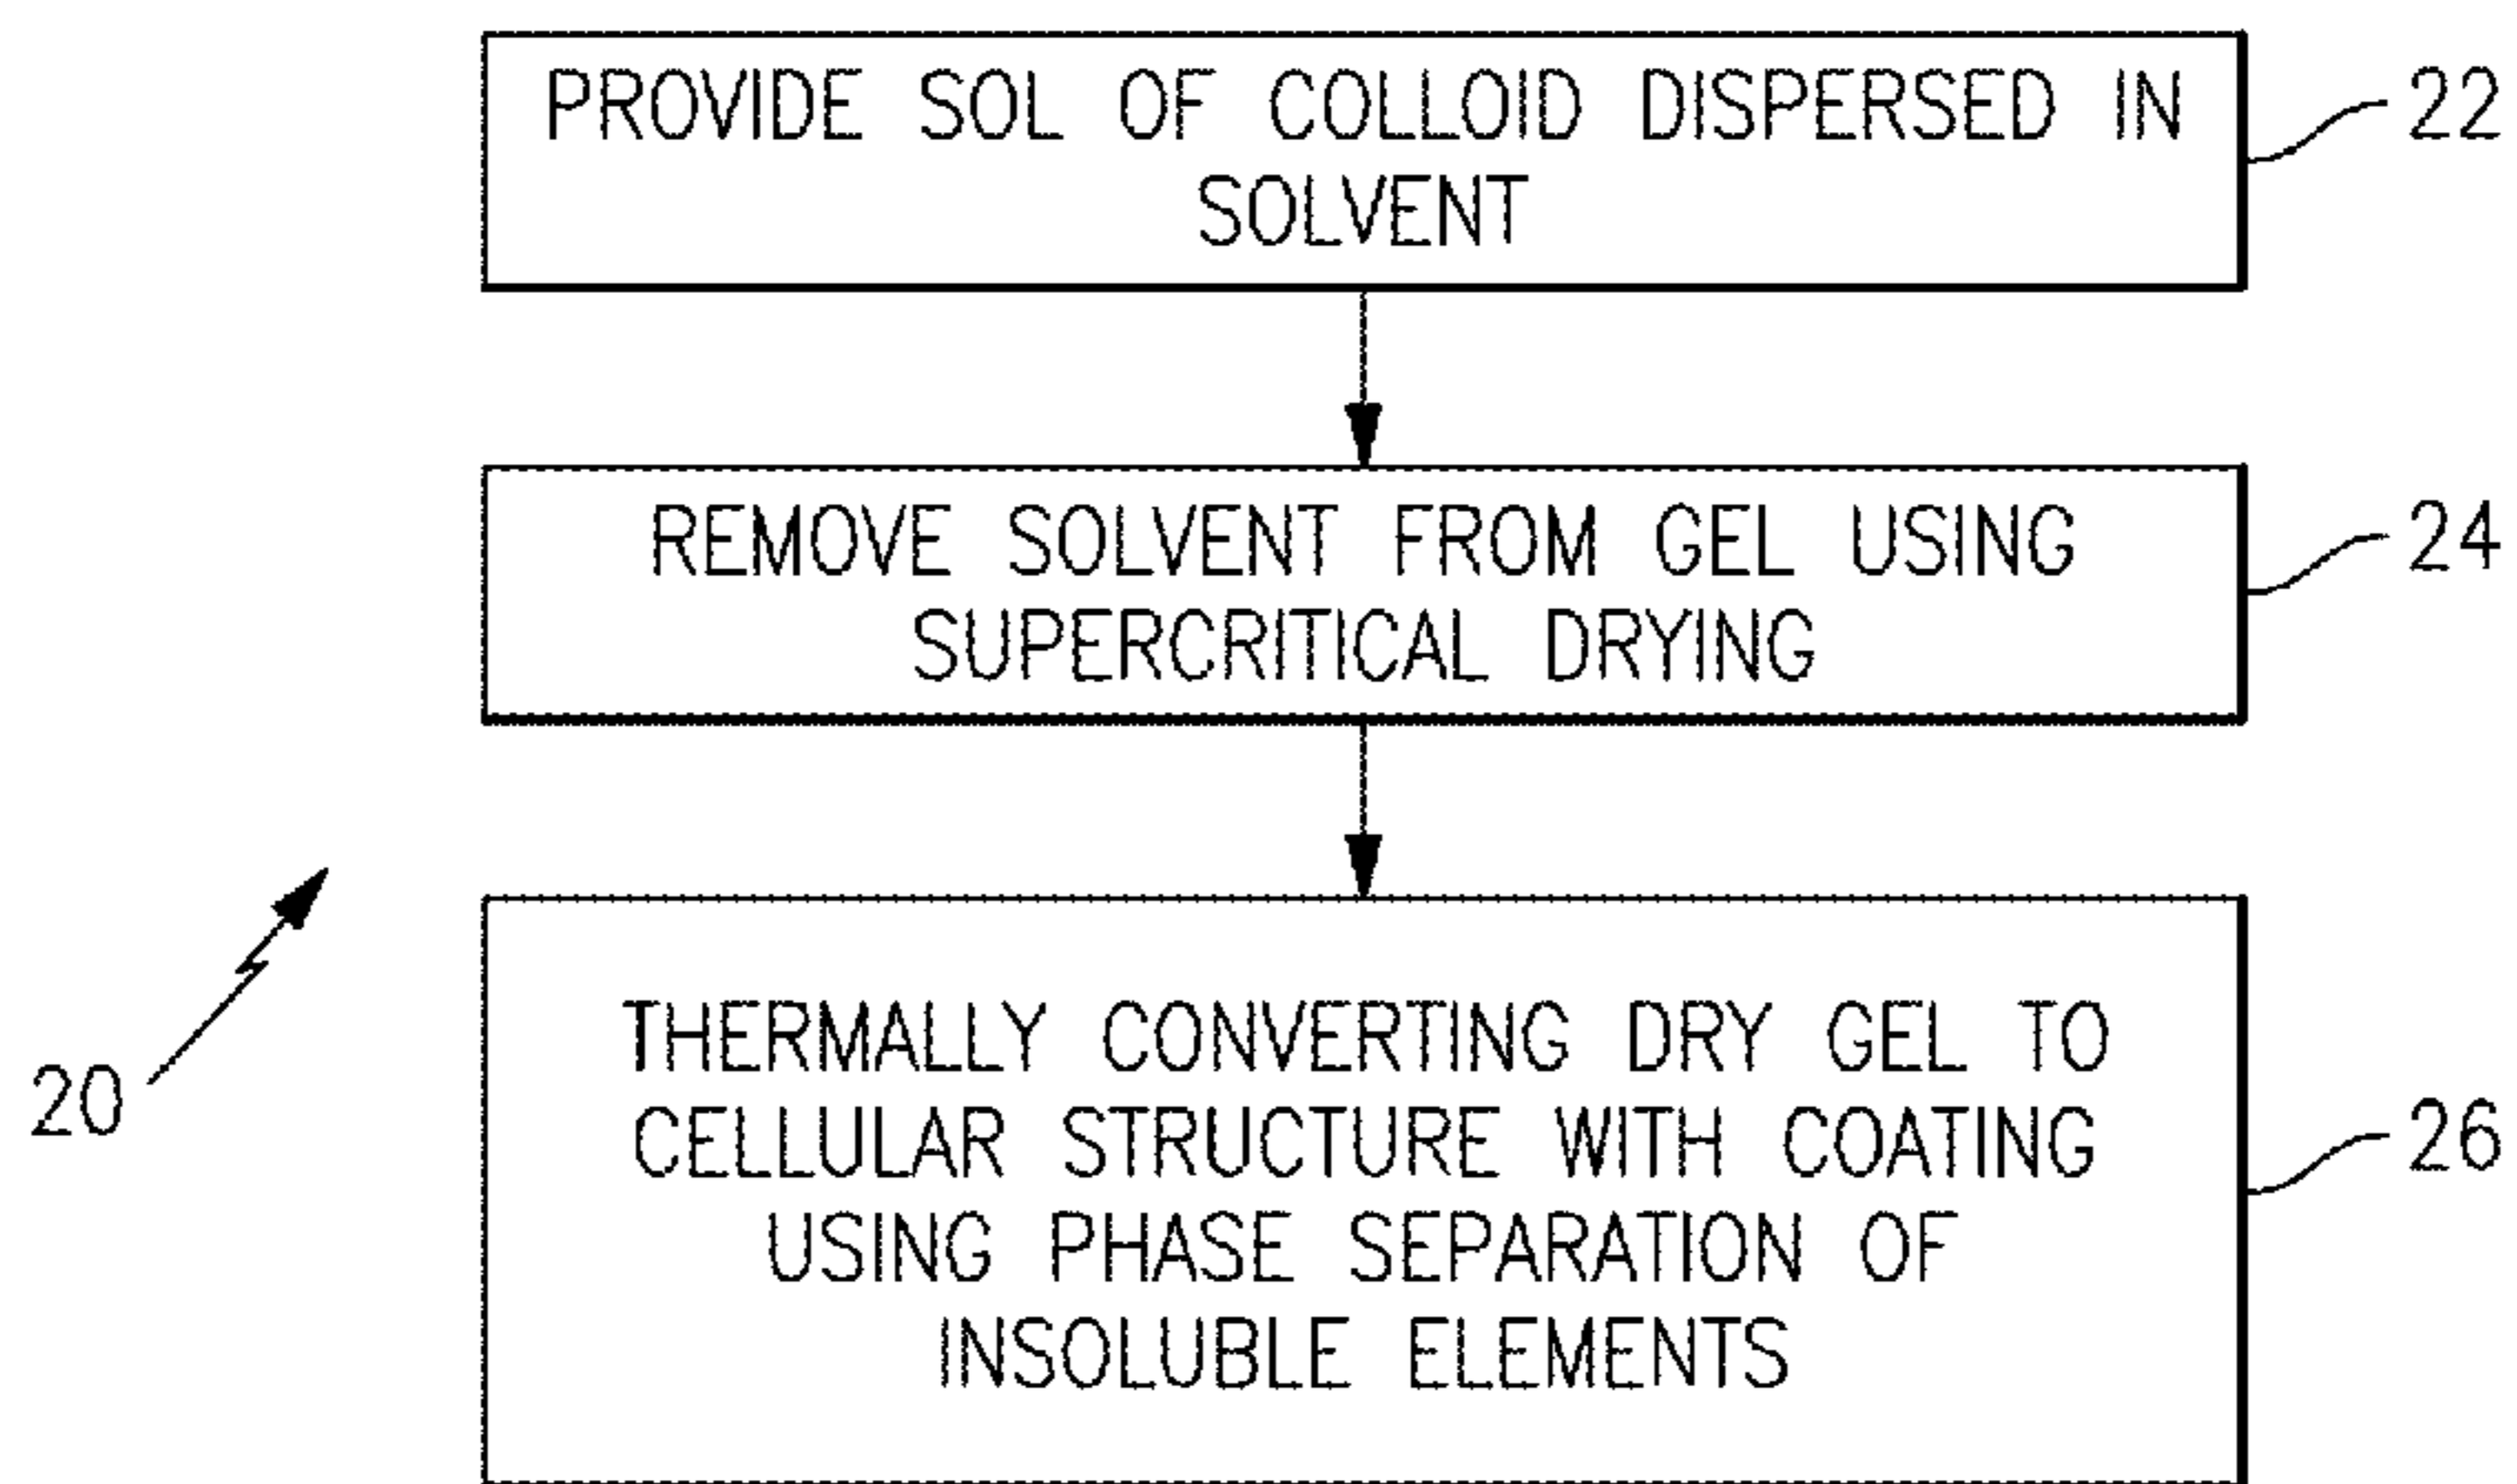 PROVIDE SOL OF COLLOID DISPERSED IN
SOLVENT
22
REMOVE SOLVENT FROM GEL USING
SUPERCRITICAL DRYING
24
THERMALLY CONVERTING DRY GEL TO
CELLULAR STRUCTURE WITH COATING
USING PHASE SEPARATION OF
INSOLUBLE ELEMENTS
26
20